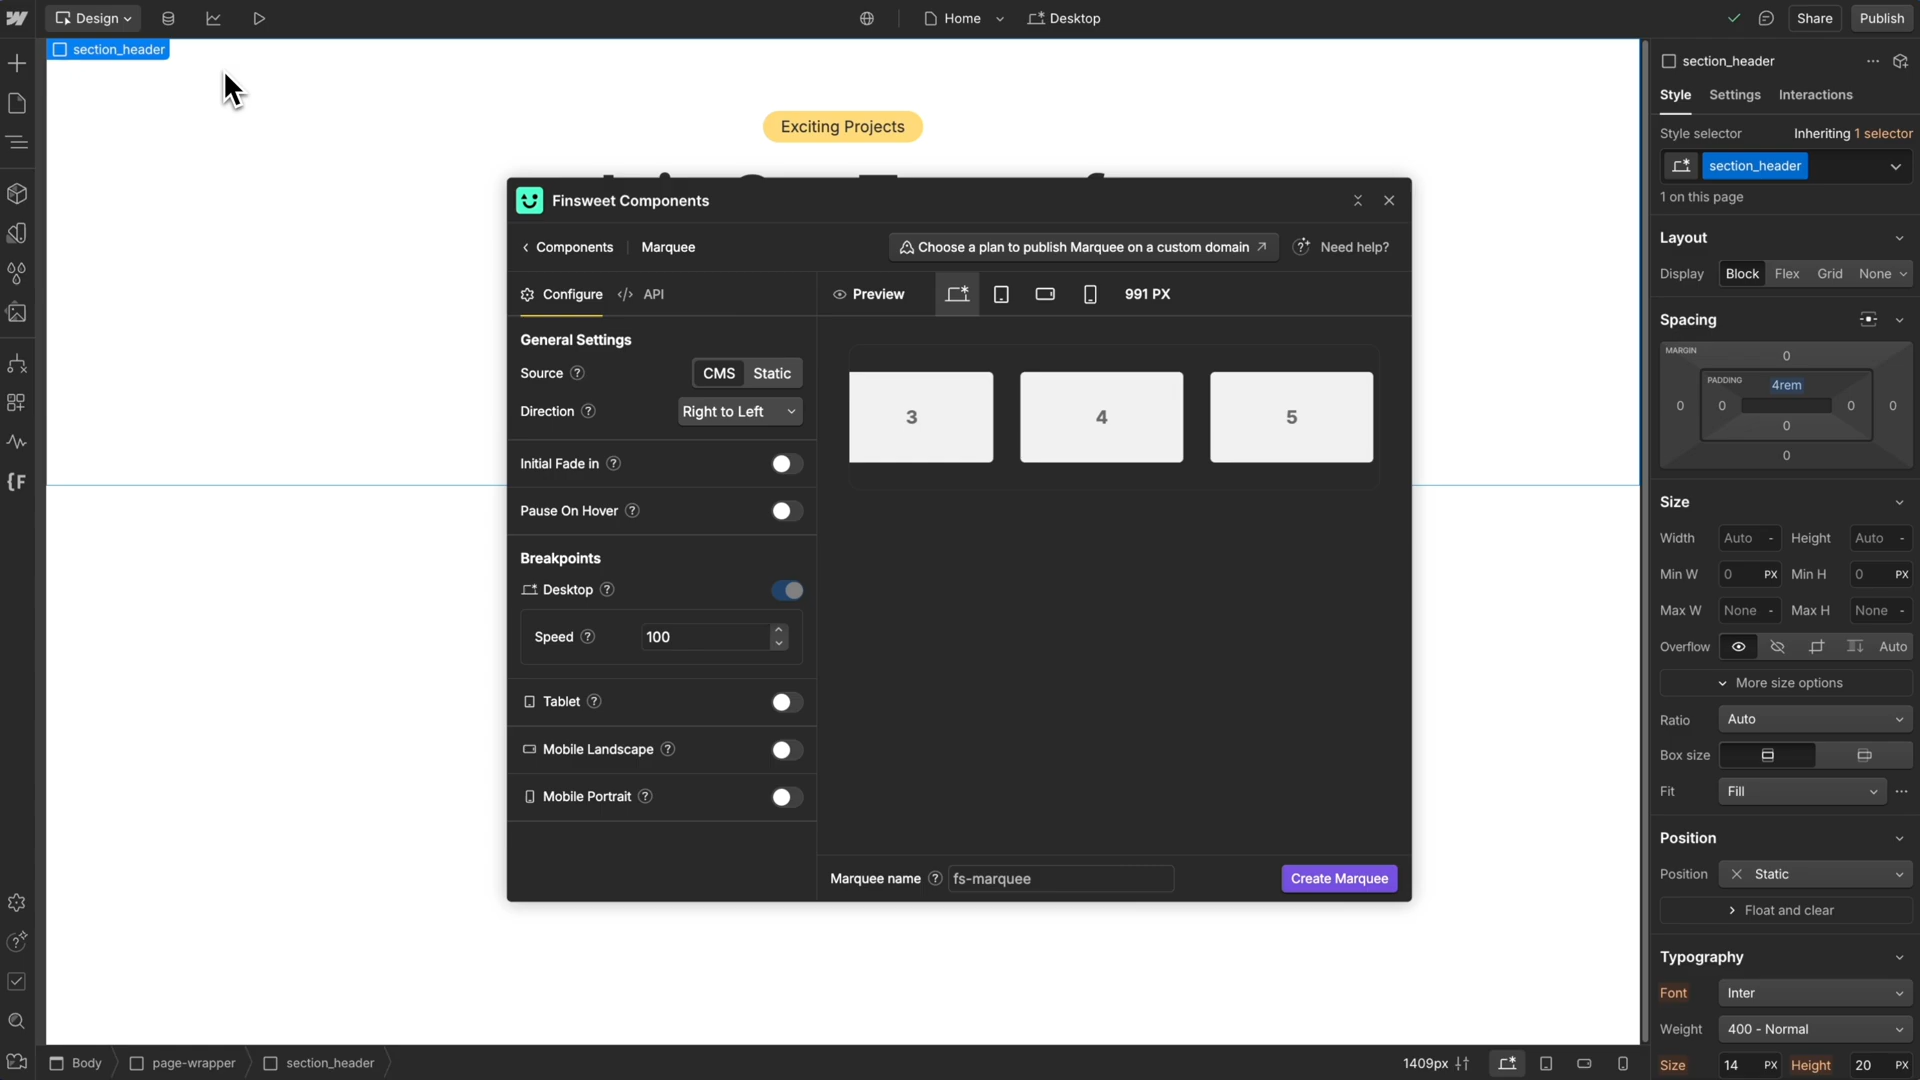 Design
Home
Desktop
Share
Publish
section_header
Exciting Projects
Finsweet Components
Components
Marquee
Choose a plan to publish Marquee on a custom domain
Need help?
Configure
API
Preview
991 PX
General Settings
Source
CMS
Static
Direction
Right to Left
Initial Fade in
Pause On Hover
Breakpoints
Desktop
Speed
100
Tablet
Mobile Landscape
Mobile Portrait
3
4
5
Marquee name
fs-marquee
Create Marquee
section_header
Style
Settings
Interactions
Style selector
Inheriting 1 selector
section_header
1 on this page
Layout
Display
Block
Flex
Grid
None
Spacing
MARGIN
0
PADDING
4rem
0
0
0
0
0
0
Size
Width
Auto
-
Height
Auto
-
Min W
0
PX
Min H
0
PX
Max W
None
-
Max H
None
-
Overflow
Auto
More size options
Ratio
Auto
Box size
Fit
Fill
Position
Position
Static
Float and clear
Typography
Font
Inter
Weight
400 - Normal
Size
14
PX
Height
20
PX
Body
page-wrapper
section_header
1409px